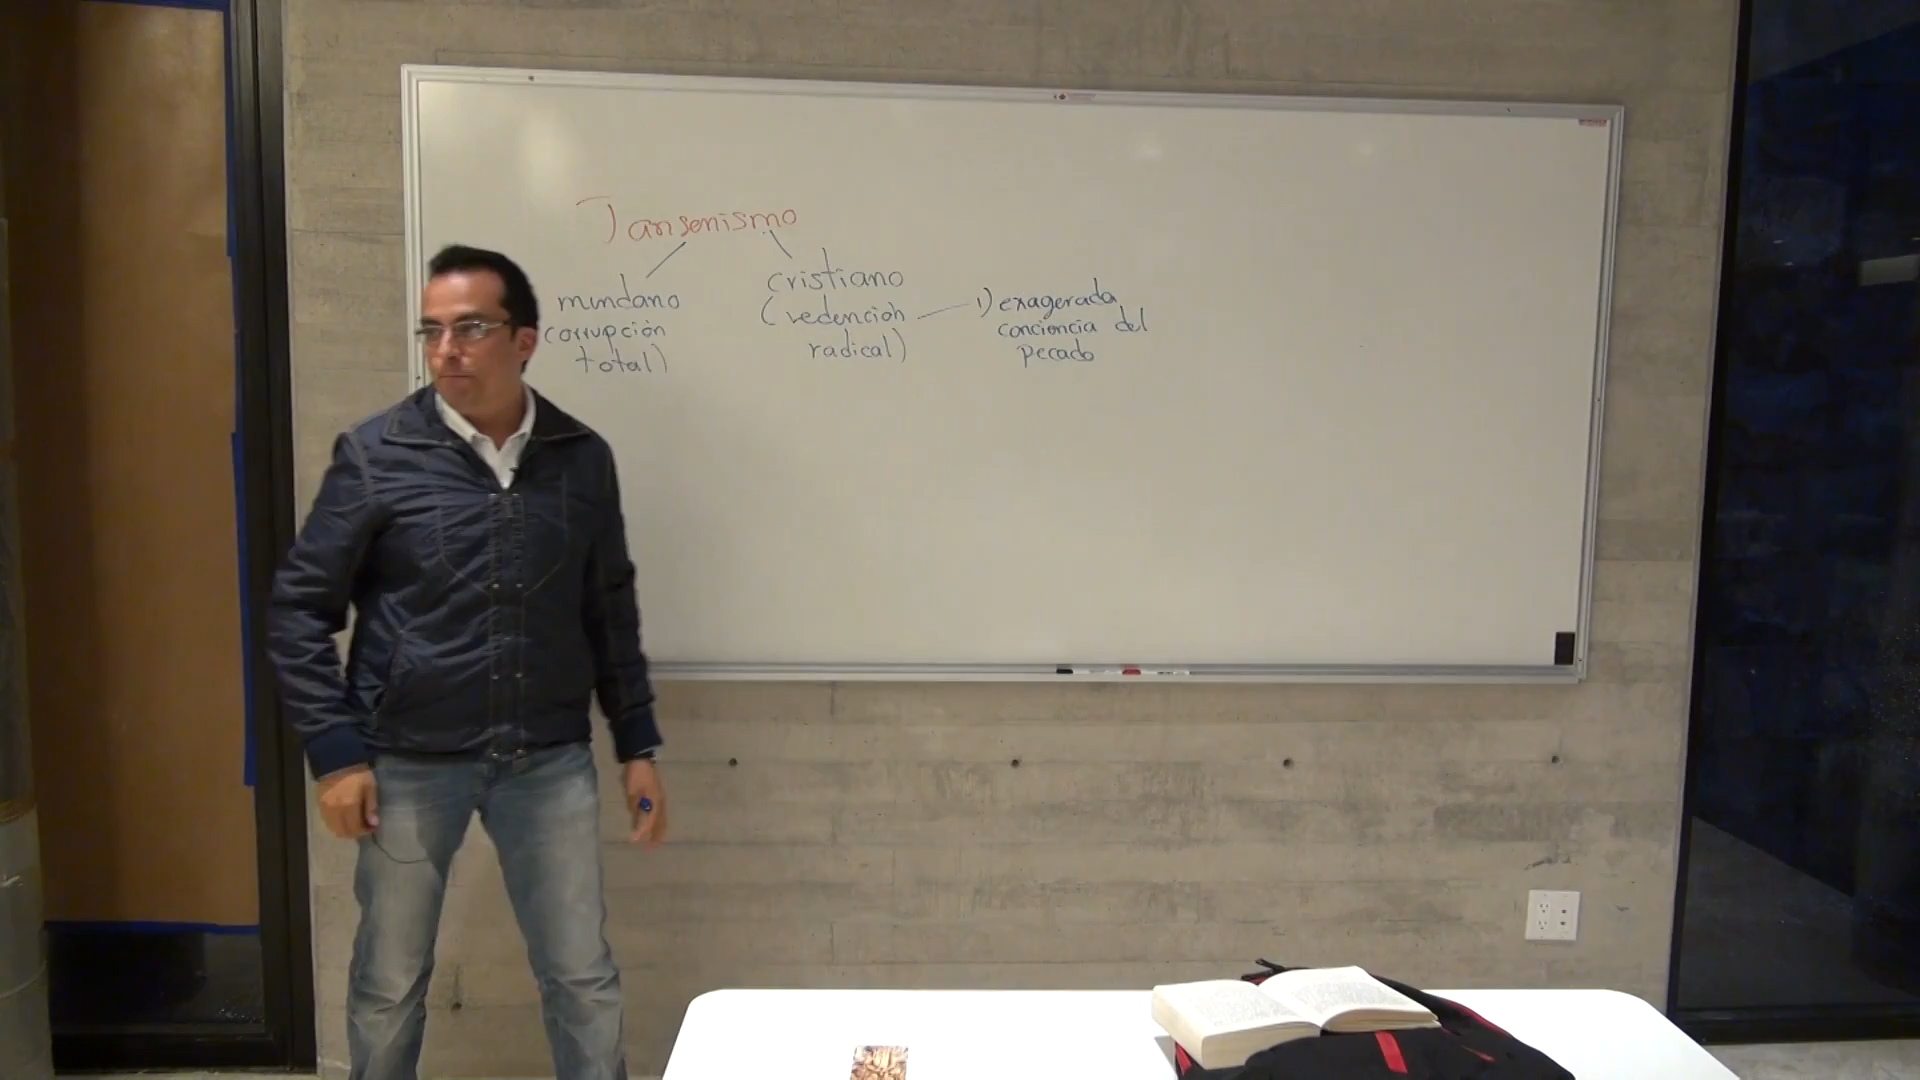 Jansenismo
mundano
corrupción
total)
cristiano
(redención
radical)
1) exagerada
conciencia del
pecado